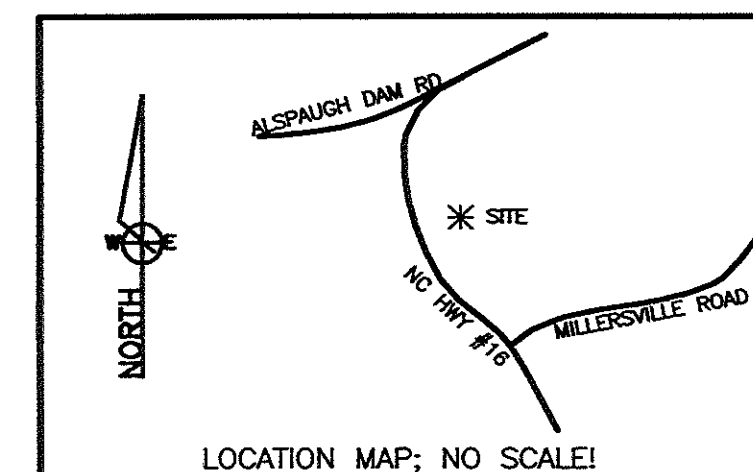 ALSPAUGH DAM RD
SITE
W E
NORTH
NC HWY #16
MILLERSVILLE ROAD
LOCATION MAP; NO SCALE!